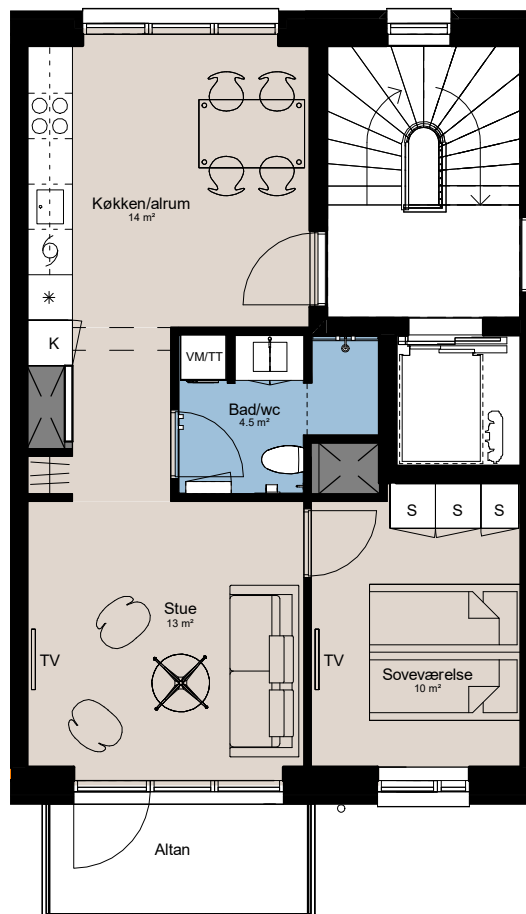 Køkken/alrum
14 m²
K
VM/TT
Bad/wc
4.5 m²
S
S
S
Stue
13 m²
TV
TV
Soveværelse
10 m²
Altan